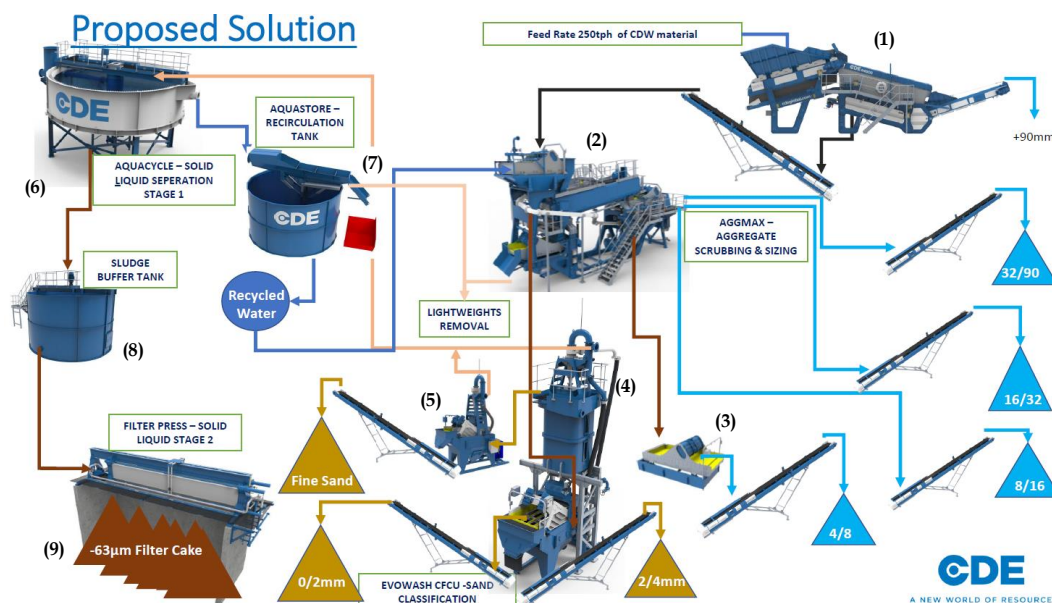 Proposed Solution
Feed Rate 250tph of CDW material
(1)
+90mm
CDE
AQUASTORE –
RECIRCULATION
TANK
(2)
(7)
(6)
AQUACYCLE – SOLID
LIQUID SEPERATION
STAGE 1
CDE
AGGMAX –
AGGREGATE
SCRUBBING & SIZING
32/90
SLUDGE
BUFFER TANK
Recycled
Water
LIGHTWEIGHTS
REMOVAL
(8)
16/32
(5)
(4)
(3)
FILTER PRESS – SOLID
LIQUID STAGE 2
Fine Sand
8/16
(9)
-63µm Filter Cake
4/8
0/2mm
2/4mm
EVOWASH CFCU -SAND
CLASSIFICATION
CDE
A NEW WORLD OF RESOURCE